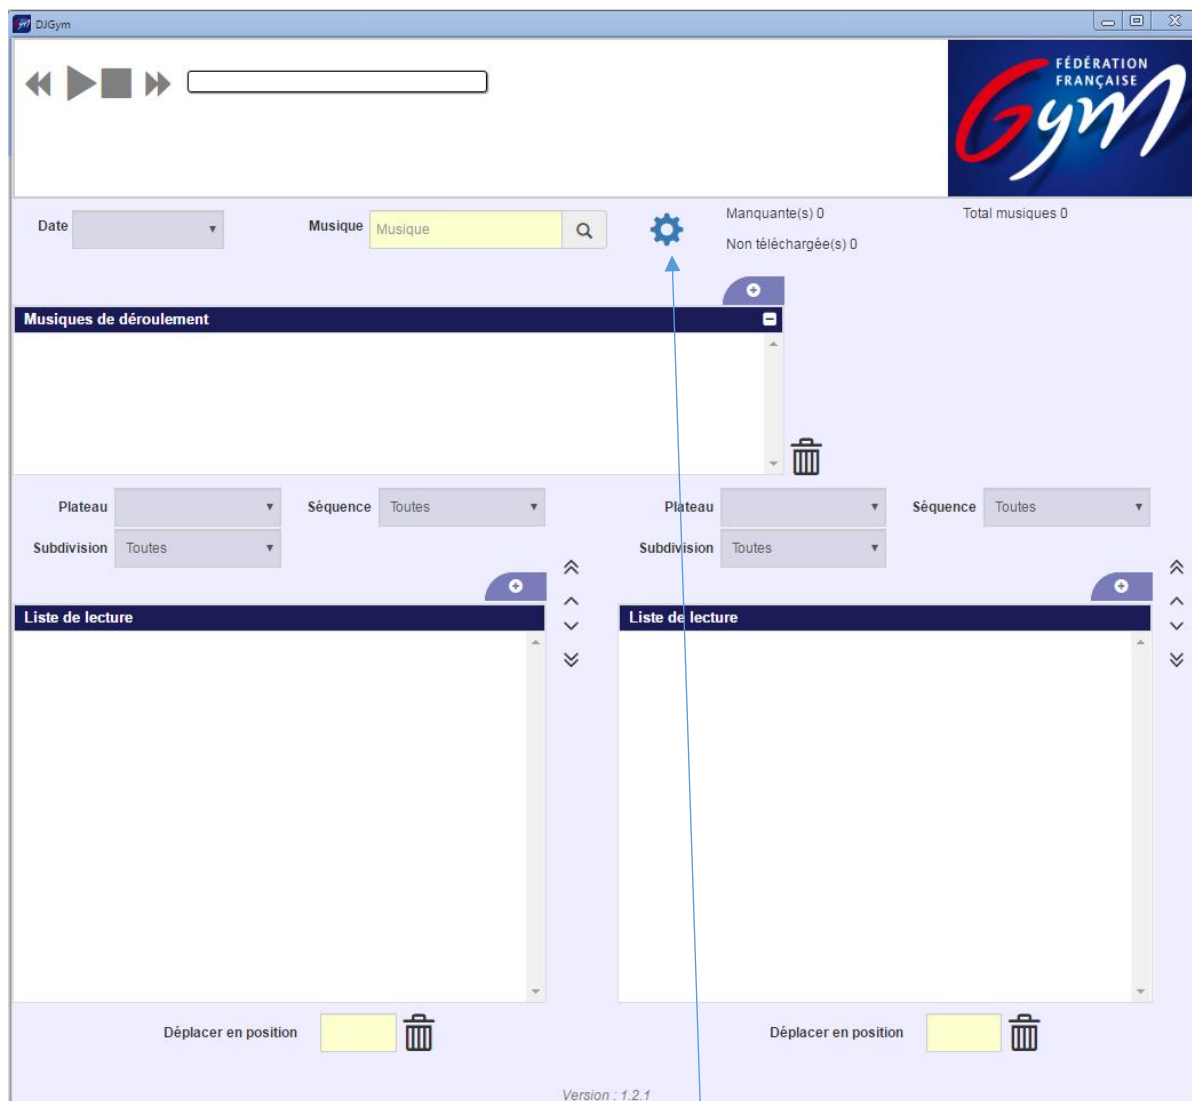 DJGym
FÉDÉRATION
FRANÇAISE
Gym
Date
Musique
Musique
Manquante(s) 0
Total musiques 0
Non téléchargée(s) 0
Musiques de déroulement
Plateau
Séquence
Toutes
Plateau
Séquence
Toutes
Subdivision
Toutes
Subdivision
Toutes
Liste de lecture
Liste de lecture
Déplacer en position
Déplacer en position
Version : 1.2.1